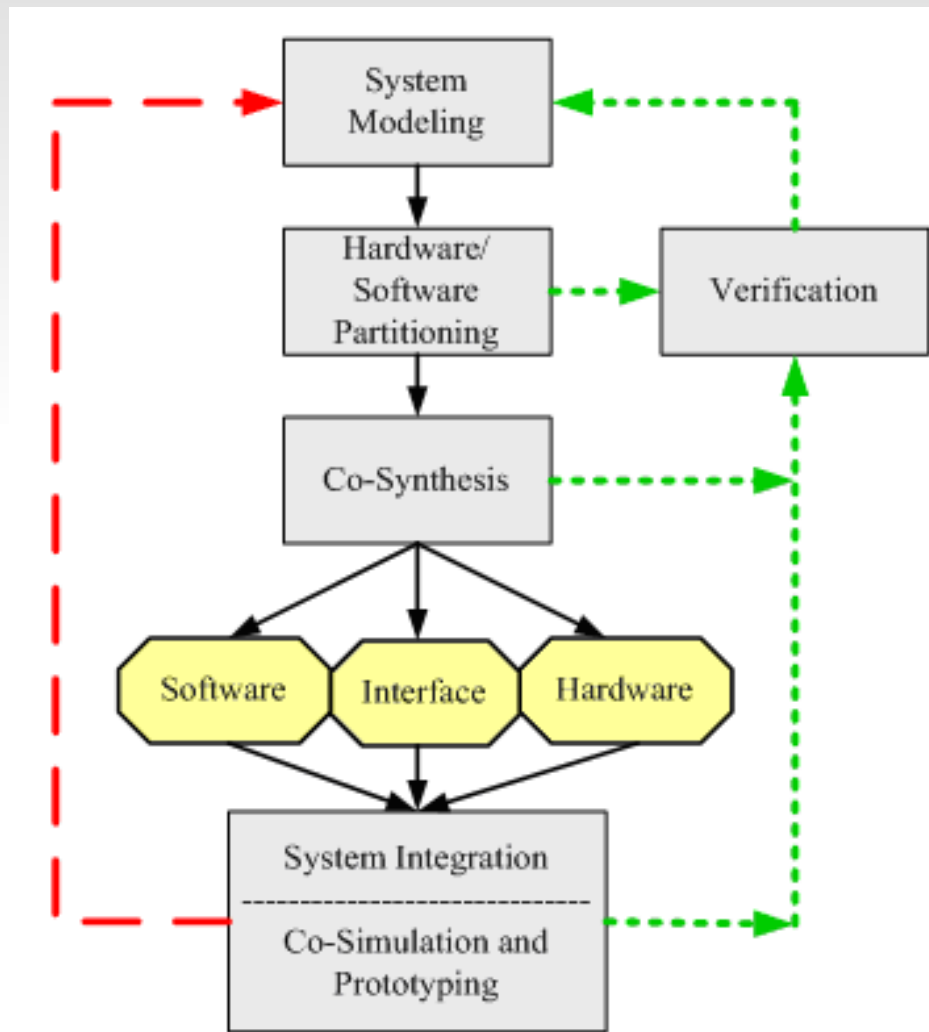 System
Modeling
Hardware/
Software
Partitioning
Verification
Co-Synthesis
Software
Interface
Hardware
System Integration
Co-Simulation and
Prototyping